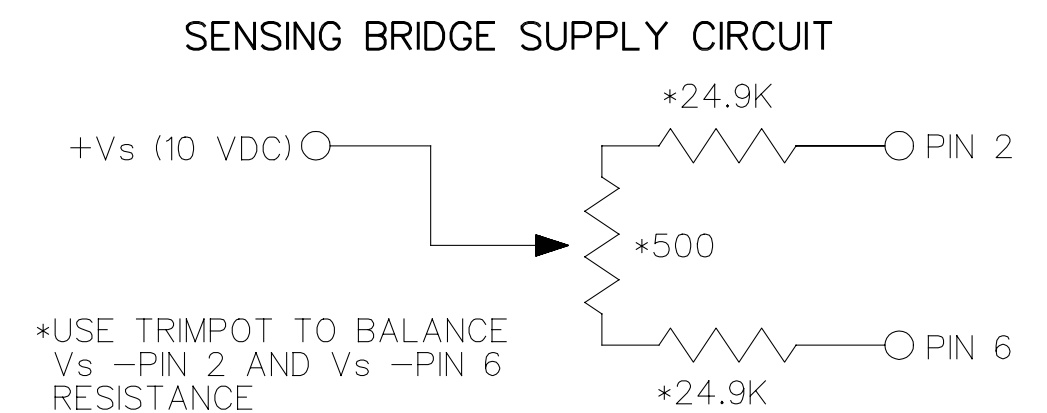 SENSING BRIDGE SUPPLY CIRCUIT
*24.9K
+Vs (10 VDC)
PIN 2
*500
*USE TRIMPOT TO BALANCE
Vs -PIN 2 AND Vs -PIN 6
RESISTANCE
PIN 6
*24.9K